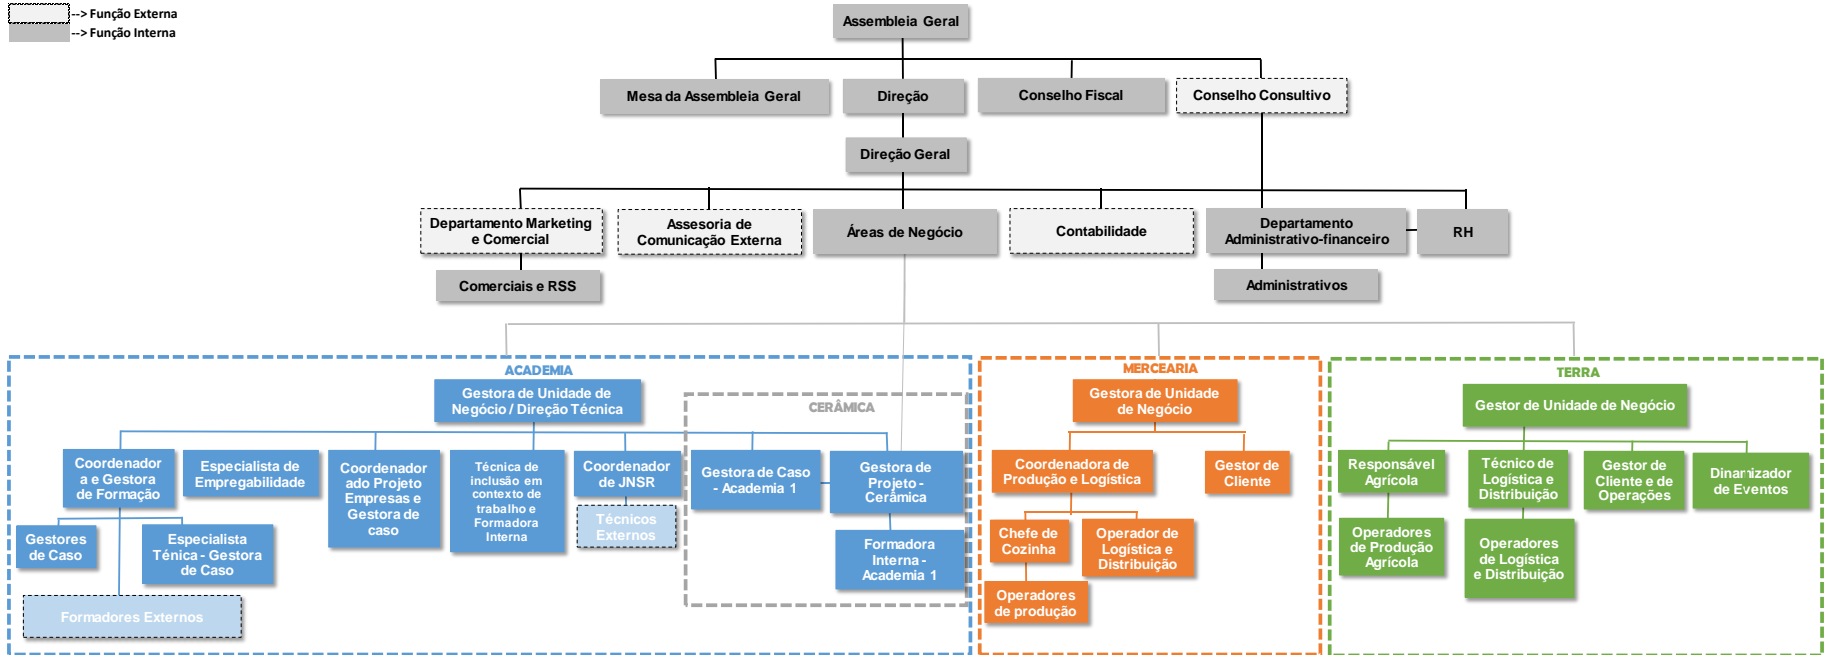 --> Função Externa
--> Função Interna
Assembleia Geral
Mesa da Assembleia Geral
Direção
Conselho Fiscal
Conselho Consultivo
Direção Geral
Departamento Marketing
e Comercial
Assesoria de
Comunicação Externa
Áreas de Negócio
Contabilidade
Departamento
Administrativo-financeiro
RH
Comerciais e RSS
Administrativos
ACADEMIA
Gestora de Unidade de
Negócio / Direção Técnica
CERÂMICA
Coordenador
a e Gestora
de Formação
Especialista de
Empregabilidade
Coordenador
ado Projeto
Empresas e
Gestora de
caso
Técnica de
inclusão em
contexto de
trabalho e
Formadora
Interna
Coordenador
de JNSR
Técnicos
Externos
Gestora de Caso
- Academia 1
Gestora de
Projeto -
Cerâmica
Formadora
Interna -
Academia 1
Gestores
de Caso
Especialista
Ténica - Gestora
de Caso
Formadores Externos
MERCEARIA
Gestora de Unidade
de Negócio
Coordenadora de
Produção e Logística
Gestor de
Cliente
Chefe de
Cozinha
Operador de
Logística e
Distribuição
Operadores
de produção
TERRA
Gestor de Unidade de Negócio
Responsável
Agrícola
Técnico de
Logística e
Distribuição
Gestor de
Cliente e de
Operações
Dinamizador
de Eventos
Operadores
de Produção
Agrícola
Operadores
de Logística
e Distribuição